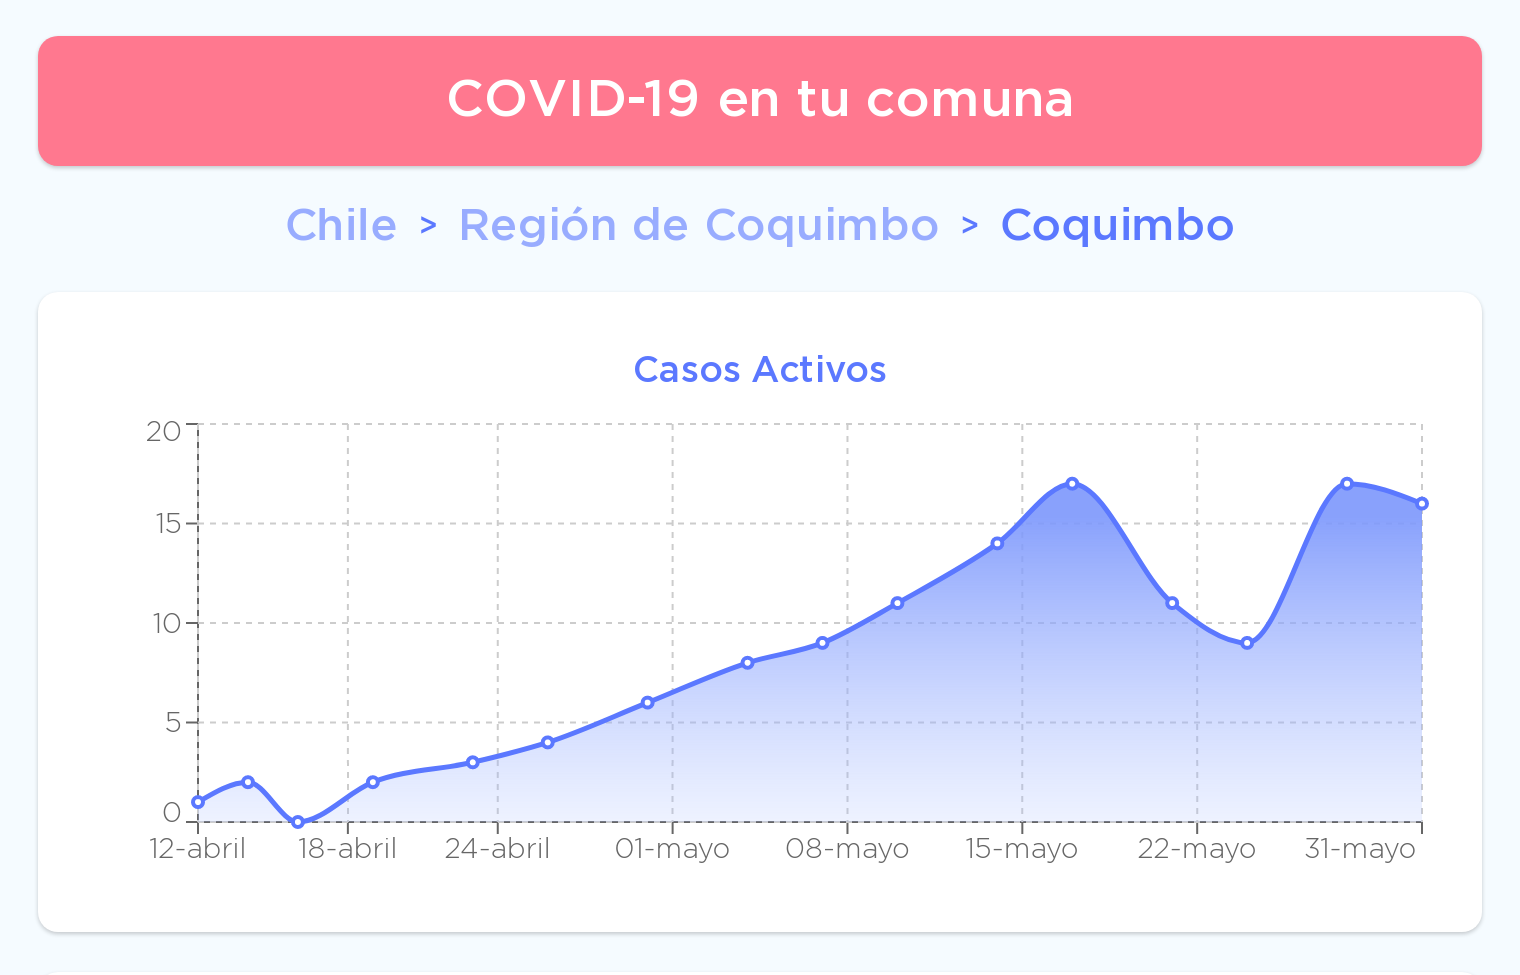 COVID-19 en tu comuna
Chile > Región de Coquimbo > Coquimbo
Casos Activos
20
15
10
5
0
12-abril 18-abril 24-abril 01-mayo 08-mayo 15-mayo 22-mayo 31-mayo